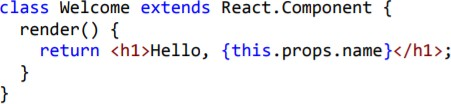 class Welcome extends React.Component {
  render() {
    return <h1>Hello, {this.props.name}</h1>;
  }
}